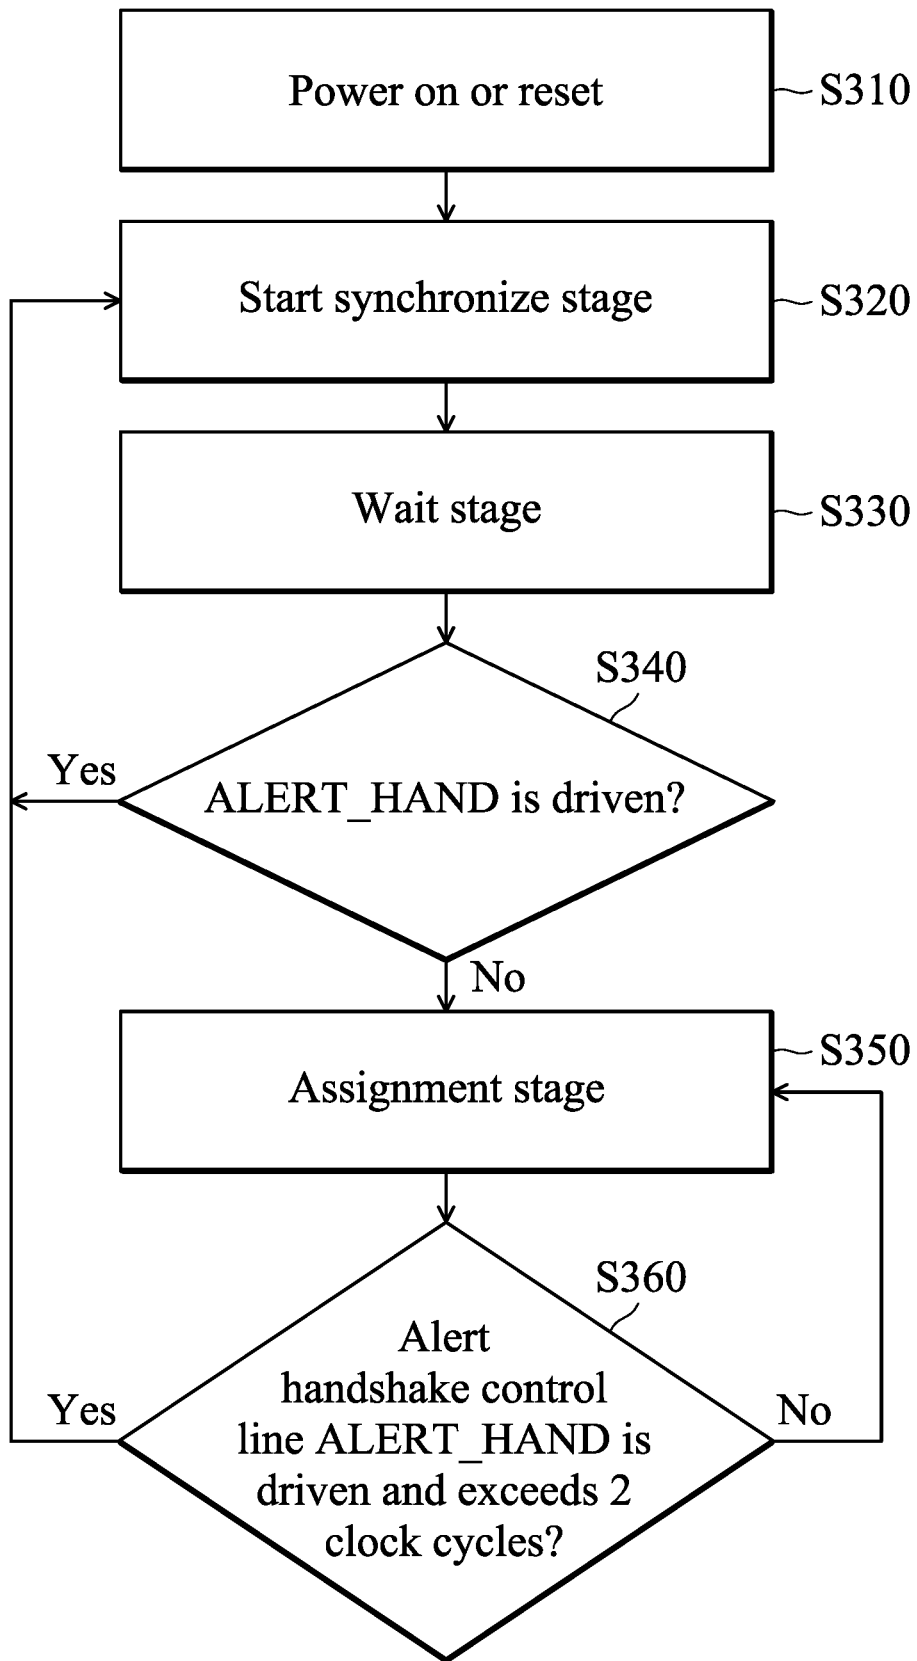 Power on or reset
S310
Start synchronize stage
S320
Wait stage
S330
S340
Yes
ALERT_HAND is driven?
No
S350
Assignment stage
S360
Alert
handshake control
Yes
No
line ALERT_HAND is
driven and exceeds 2
clock cycles?